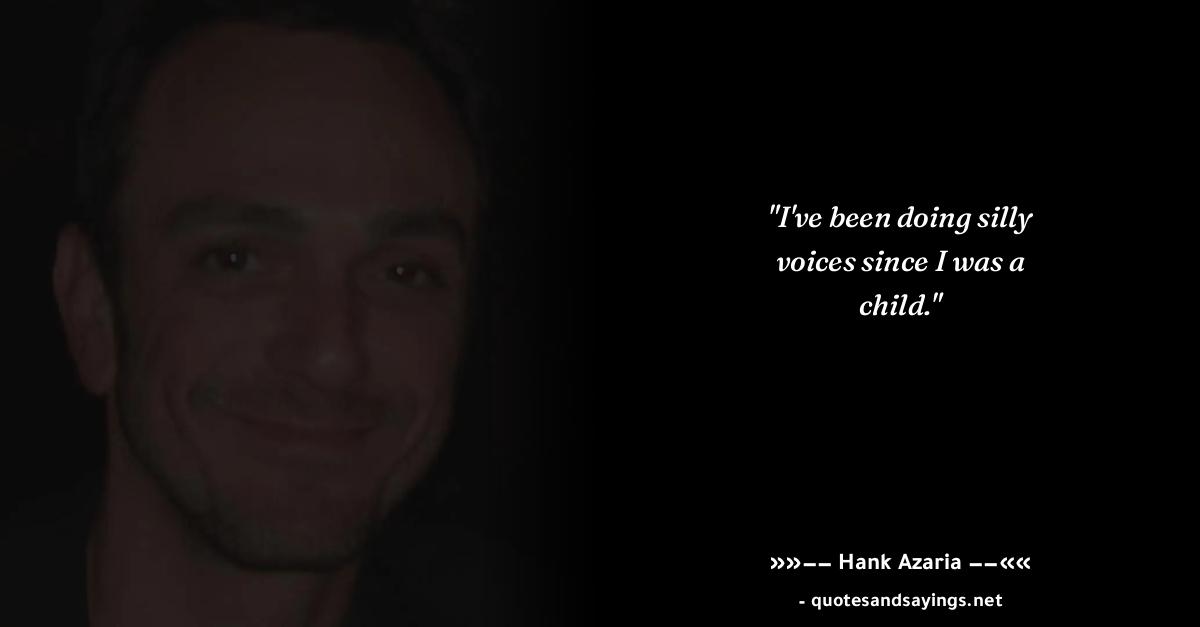 "I've been doing silly
voices since I was a
child."
»»−− Hank Azaria −−««
- quotesandsayings.net